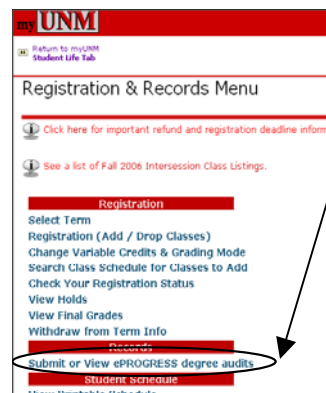 my UNM
Return to myUNM
Student Life Tab
Registration & Records Menu
Click here for important refund and registration deadline inform
See a list of Fall 2006 Intersession Class Listings.
Registration
Select Term
Registration (Add / Drop Classes)
Change Variable Credits & Grading Mode
Search Class Schedule for Classes to Add
Check Your Registration Status
View Holds
View Final Grades
Withdraw from Term Info
Records
Submit or View ePROGRESS degree audits
Student Schedule
View Printable Schedule